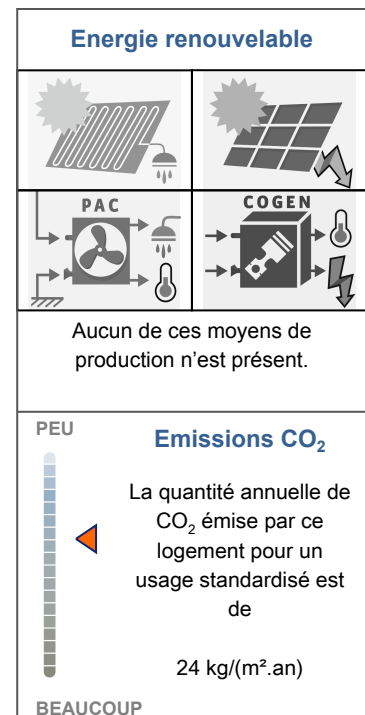 Energie renouvelable
PAC
COGEN
Aucun de ces moyens de
production n’est présent.
PEU
Emissions CO₂
La quantité annuelle de
CO₂ émise par ce
logement pour un
usage standardisé est
de
24 kg/(m².an)
BEAUCOUP